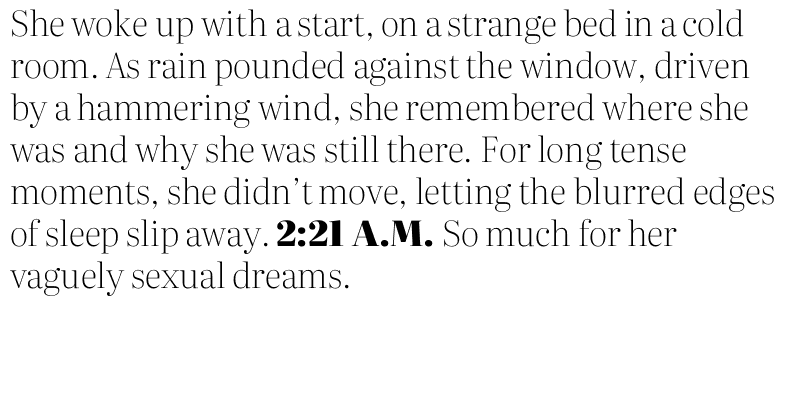 She woke up with a start, on a strange bed in a cold
room. As rain pounded against the window, driven
by a hammering wind, she remembered where she
was and why she was still there. For long tense
moments, she didn’t move, letting the blurred edges
of sleep slip away. 2:21 A.M. So much for her
vaguely sexual dreams.